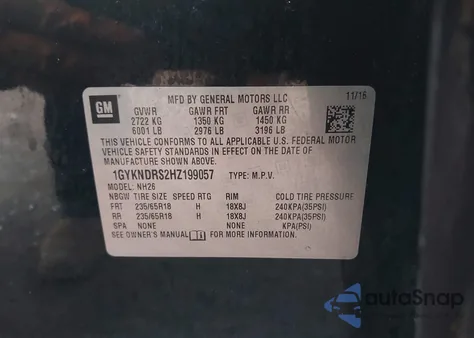 GM
MFD BY GENERAL MOTORS LLC
11/16
GVWR GAWR FRT GAWR RR
2722 KG 1350 KG 1450 KG
6001 LB 2976 LB 3196 LB
THIS VEHICLE CONFORMS TO ALL APPLICABLE U.S. FEDERAL MOTOR
VEHICLE SAFETY STANDARDS IN EFFECT ON THE DATE OF
MANUFACTURE SHOWN ABOVE.
1GYKNDRS2HZ199057 TYPE: M.P.V.
MODEL: NH26
NBGW TIRE SIZE SPEED RTG RIM COLD TIRE PRESSURE
FRT 235/65R18 H 18X8J 240KPA(35PSI)
RR 235/65R18 H 18X8J 240KPA(35PSI)
SPA NONE NONE KPA(PSI)
SEE OWNER'S MANUAL FOR MORE INFORMATION.
autoSnap